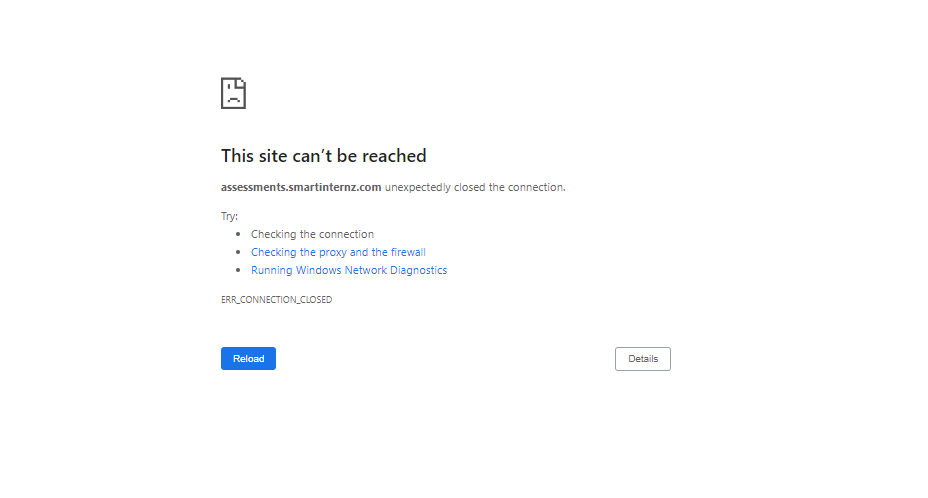 This site can’t be reached
assessments.smartinternz.com unexpectedly closed the connection.
Try:
• Checking the connection
• Checking the proxy and the firewall
• Running Windows Network Diagnostics
ERR_CONNECTION_CLOSED
Reload
Details